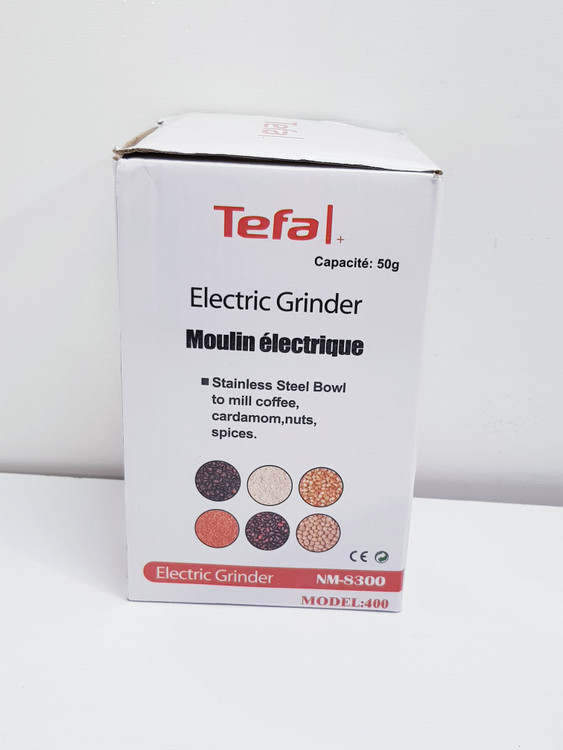 Tefal
Tefal+
Capacité: 50g
Electric Grinder
Moulin électrique
Stainless Steel Bowl
to mill coffee,
cardamom,nuts,
spices.
CE
Electric Grinder NM-8300
MODEL:400